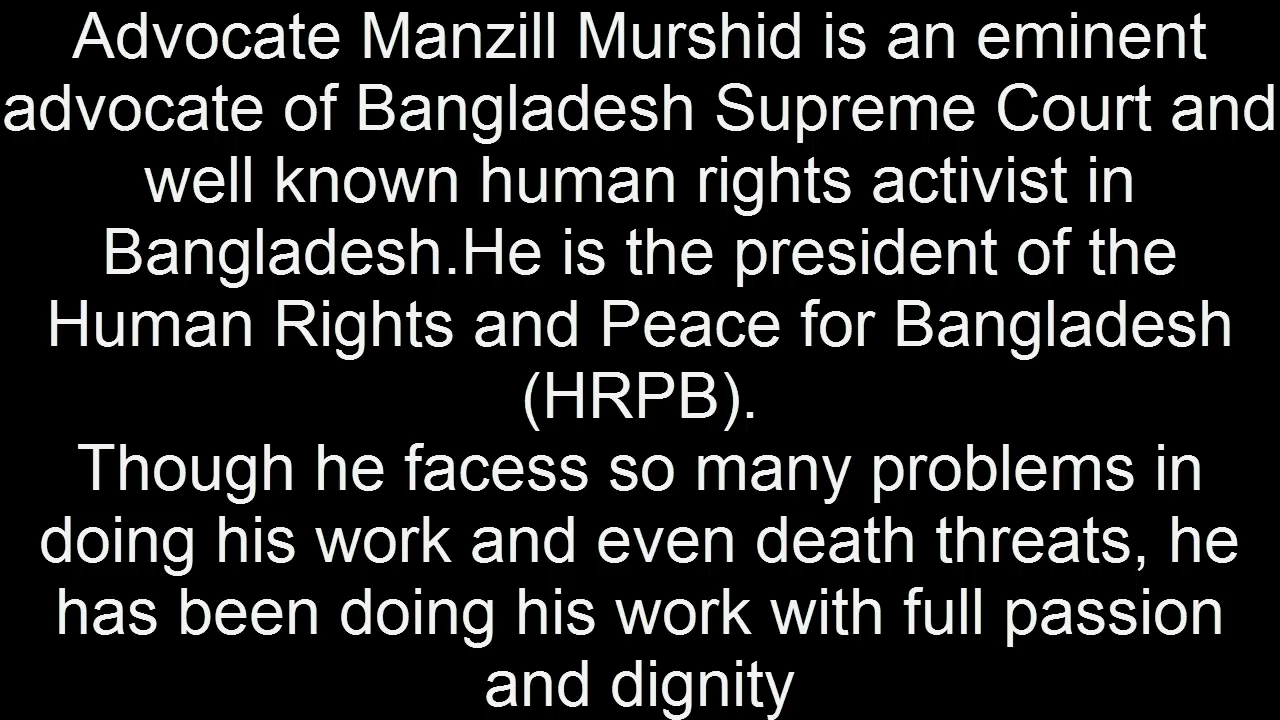 Advocate Manzill Murshid is an eminent
advocate of Bangladesh Supreme Court and
well known human rights activist in
Bangladesh.He is the president of the
Human Rights and Peace for Bangladesh
(HRPB).
Though he facess so many problems in
doing his work and even death threats, he
has been doing his work with full passion
and dignity